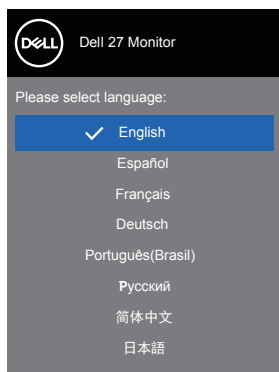 DELL
Dell 27 Monitor
Please select language:
English
Español
Français
Deutsch
Português(Brasil)
Русский
简体中文
日本語